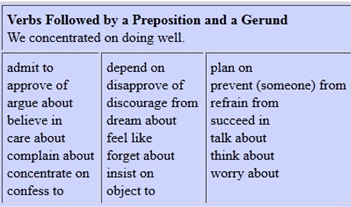 Verbs Followed by a Preposition and a Gerund
We concentrated on doing well.
admit to
approve of
argue about
believe in
care about
complain about
concentrate on
confess to
depend on
disapprove of
discourage from
dream about
feel like
forget about
insist on
object to
plan on
prevent (someone) from
refrain from
succeed in
talk about
think about
worry about